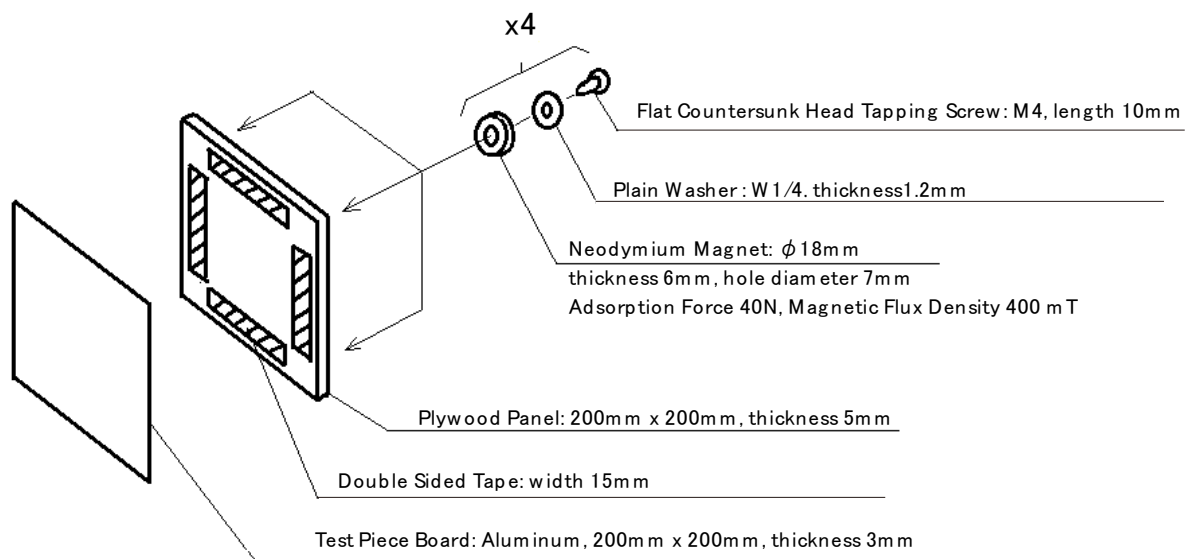 x4
Flat Countersunk Head Tapping Screw: M4, length 10mm
Plain Washer: W1/4. thickness1.2mm
Neodymium Magnet: ϕ18mm
thickness 6mm, hole diameter 7mm
Adsorption Force 40N, Magnetic Flux Density 400 mT
Plywood Panel: 200mm x 200mm, thickness 5mm
Double Sided Tape: width 15mm
Test Piece Board: Aluminum, 200mm x 200mm, thickness 3mm